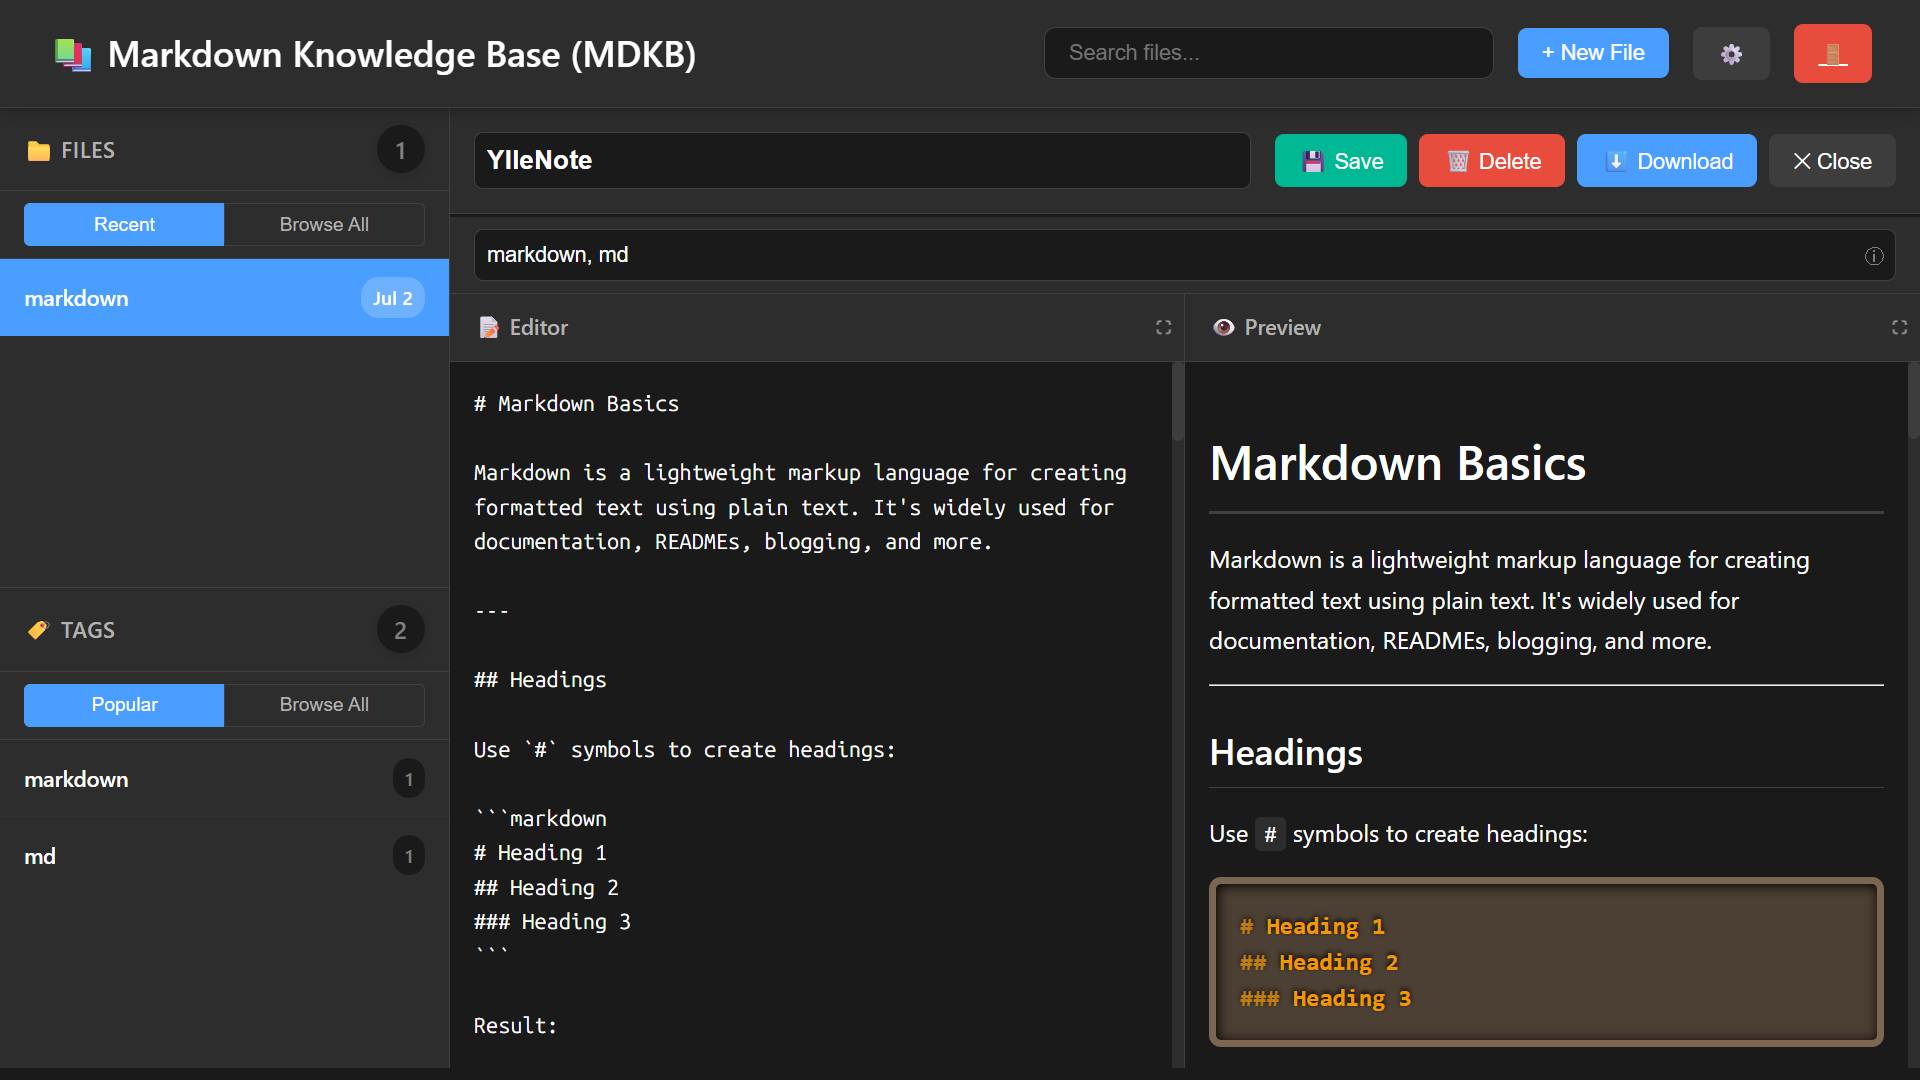 Markdown Knowledge Base (MDKB)
Search files...
+ New File
FILES
1
Recent
Browse All
markdown
Jul 2
TAGS
2
Popular
Browse All
markdown
1
md
1
YlleNote
Save
Delete
Download
Close
markdown, md
Editor
# Markdown Basics
Markdown is a lightweight markup language for creating
formatted text using plain text. It's widely used for
documentation, READMEs, blogging, and more.
---
## Headings
Use `#` symbols to create headings:
```markdown
# Heading 1
## Heading 2
### Heading 3
```
Result:
Preview
Markdown Basics
Markdown is a lightweight markup language for creating
formatted text using plain text. It's widely used for
documentation, READMEs, blogging, and more.
Headings
Use # symbols to create headings:
# Heading 1
## Heading 2
### Heading 3